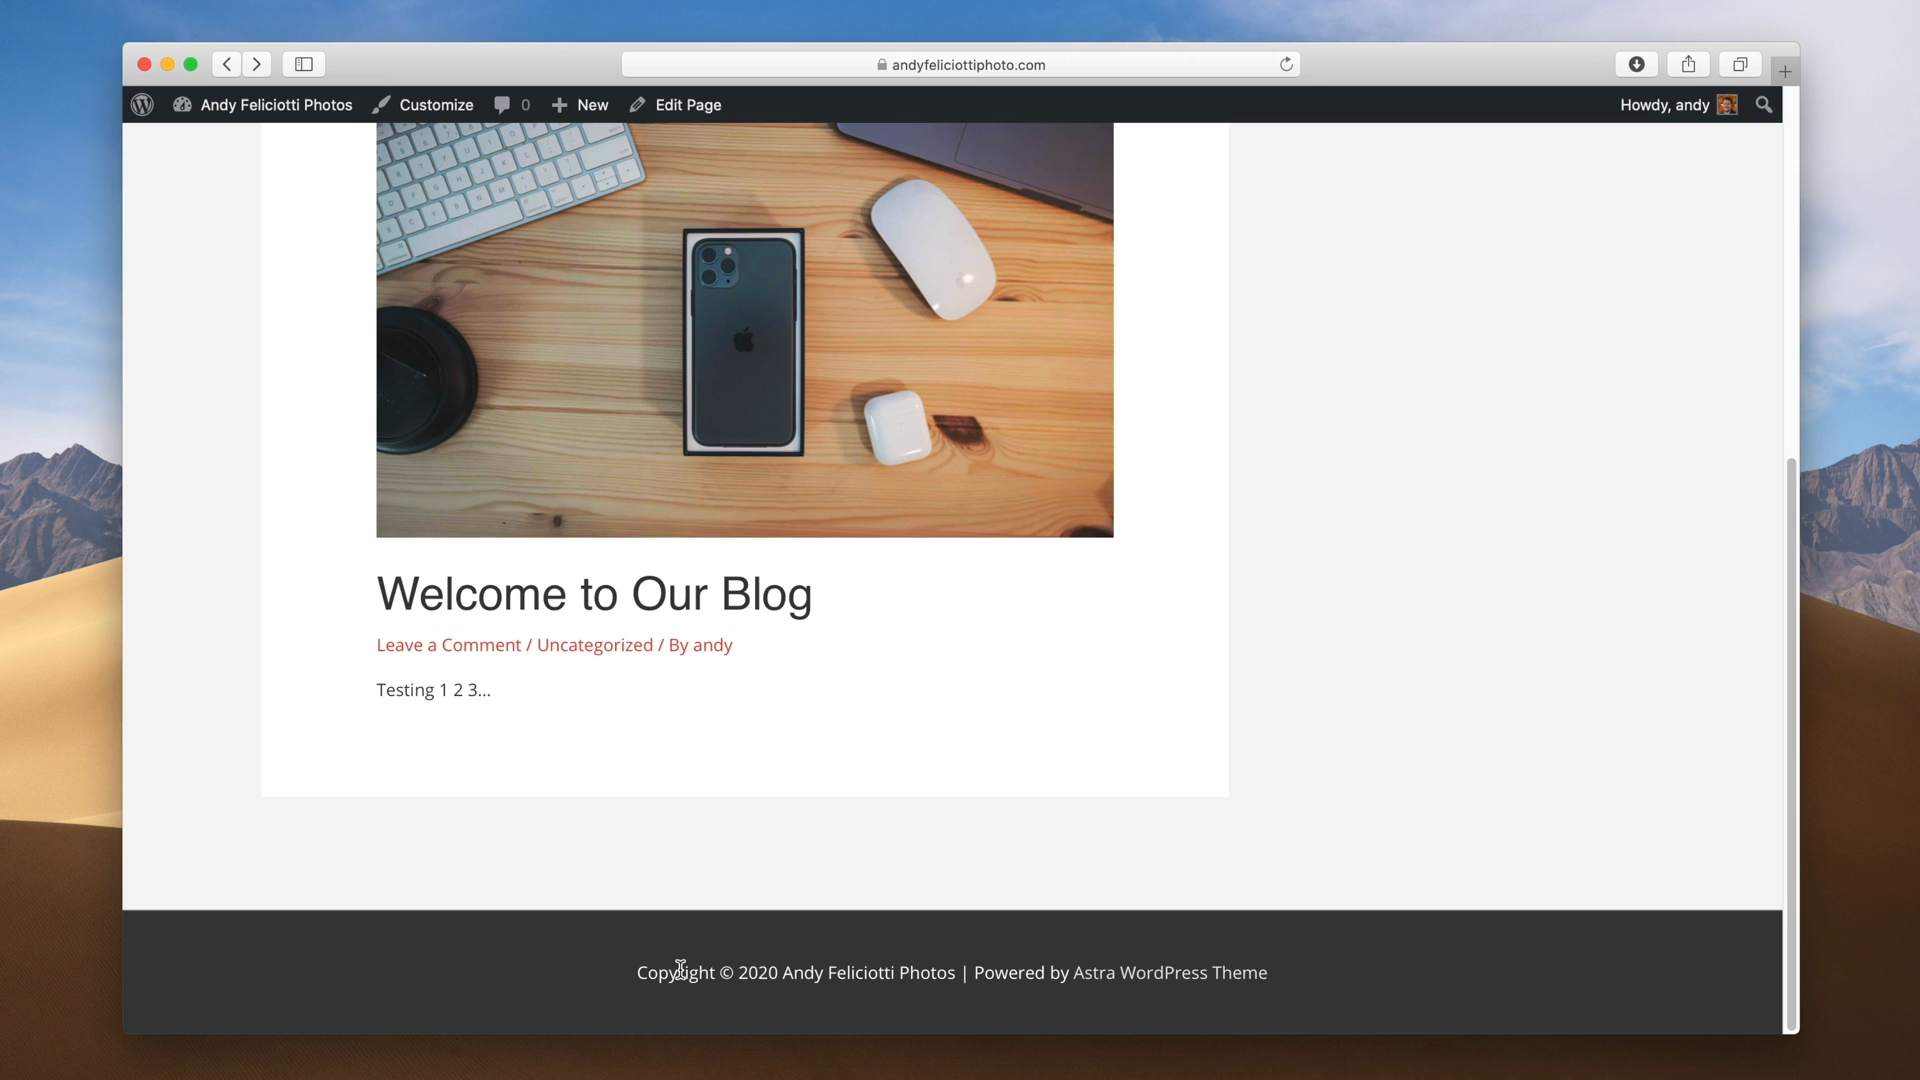 andyfeliciottiphoto.com
Andy Feliciotti Photos Customize 0 New Edit Page Howdy, andy
Welcome to Our Blog
Leave a Comment / Uncategorized / By andy
Testing 1 2 3...
Copyright © 2020 Andy Feliciotti Photos | Powered by Astra WordPress Theme